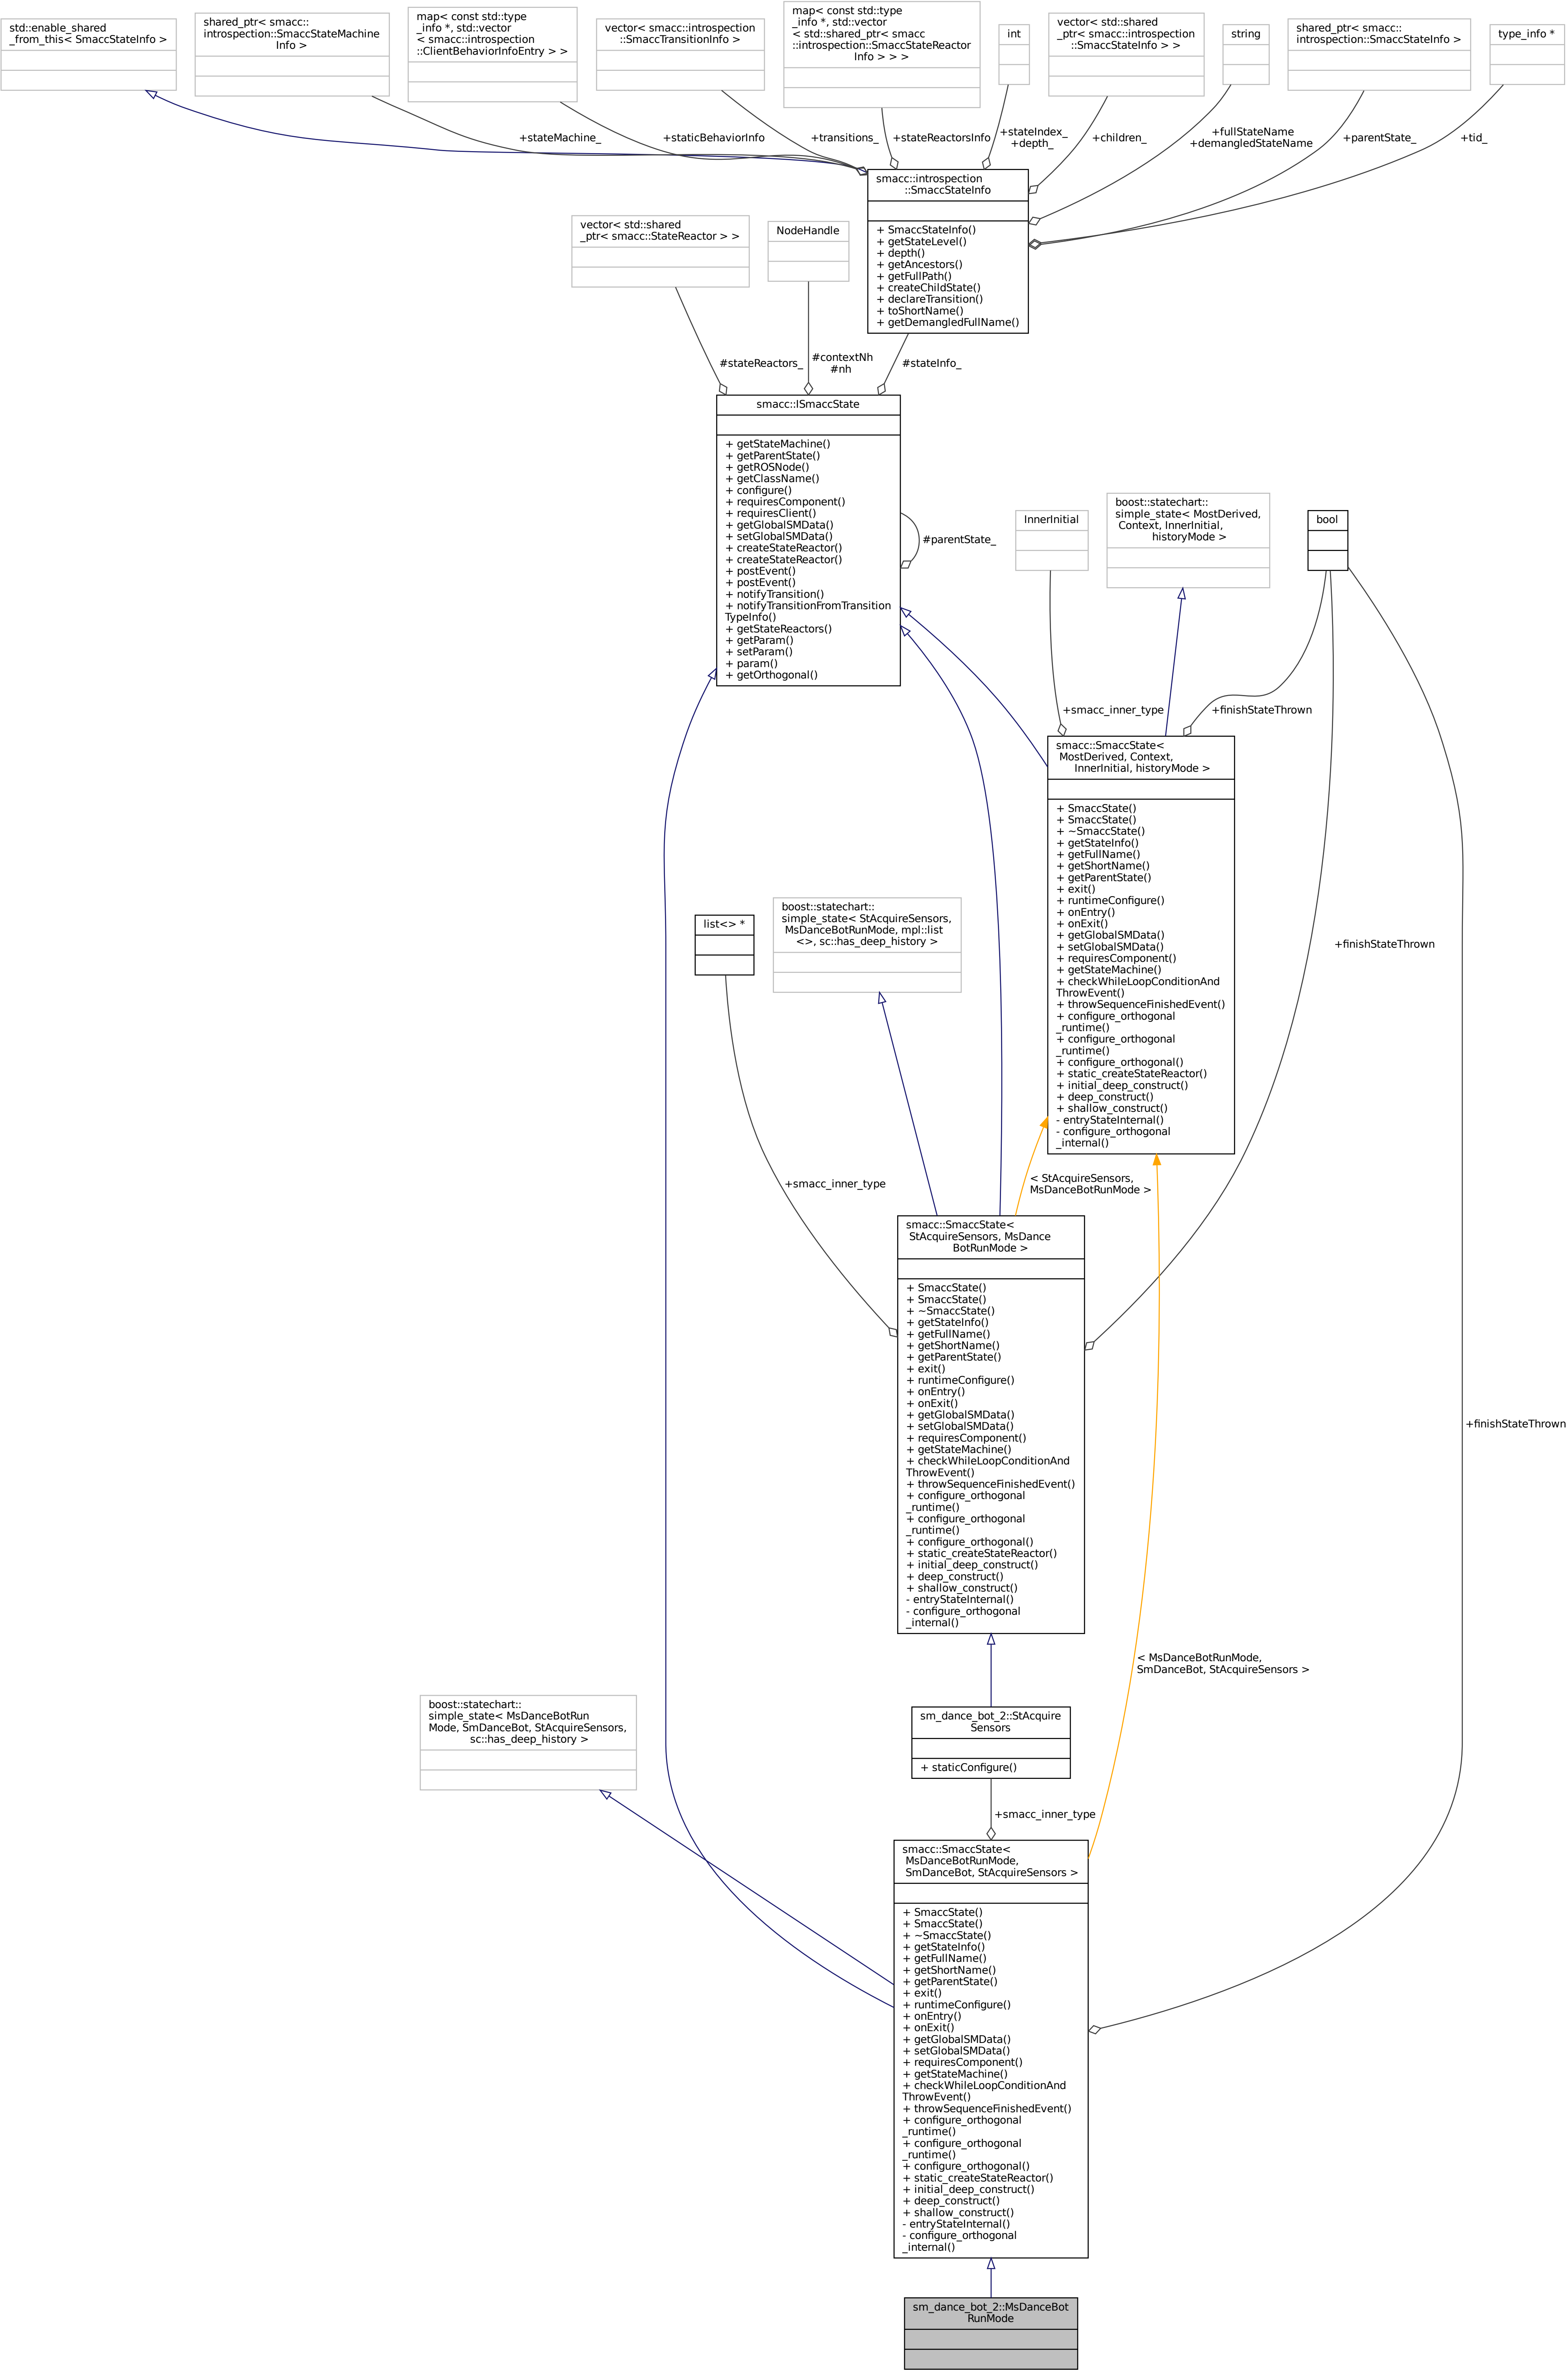 std::enable_shared
_from_this< SmaccStateInfo >
shared_ptr< smacc::
introspection::SmaccStateMachine
Info >
map< const std::type
_info *, std::vector
< smacc::introspection
::ClientBehaviorInfoEntry > >
vector< smacc::introspection
::SmaccTransitionInfo >
map< const std::type
_info *, std::vector
< std::shared_ptr< smacc
::introspection::SmaccStateReactor
Info > > >
int
vector< std::shared
_ptr< smacc::introspection
::SmaccStateInfo > >
string
shared_ptr< smacc::
introspection::SmaccStateInfo >
type_info *
+stateMachine_
+staticBehaviorInfo
+transitions_
+stateReactorsInfo
+stateIndex_
+depth_
+children_
+fullStateName
+demangledStateName
+parentState_
+tid_
smacc::introspection
::SmaccStateInfo
+ SmaccStateInfo()
+ getStateLevel()
+ depth()
+ getAncestors()
+ getFullPath()
+ createChildState()
+ declareTransition()
+ toShortName()
+ getDemangledFullName()
vector< std::shared
_ptr< smacc::StateReactor > >
NodeHandle
#stateReactors_
#contextNh
#nh
#stateInfo_
smacc::ISmaccState
+ getStateMachine()
+ getParentState()
+ getROSNode()
+ getClassName()
+ configure()
+ requiresComponent()
+ requiresClient()
+ getGlobalSMData()
+ setGlobalSMData()
+ createStateReactor()
+ createStateReactor()
+ postEvent()
+ postEvent()
+ notifyTransition()
+ notifyTransitionFromTransition
TypeInfo()
+ getStateReactors()
+ getParam()
+ setParam()
+ param()
+ getOrthogonal()
#parentState_
InnerInitial
boost::statechart::
simple_state< MostDerived,
Context, InnerInitial,
historyMode >
bool
+smacc_inner_type
+finishStateThrown
smacc::SmaccState<
MostDerived, Context,
InnerInitial, historyMode >
+ SmaccState()
+ SmaccState()
+ ~SmaccState()
+ getStateInfo()
+ getFullName()
+ getShortName()
+ getParentState()
+ exit()
+ runtimeConfigure()
+ onEntry()
+ onExit()
+ getGlobalSMData()
+ setGlobalSMData()
+ requiresComponent()
+ getStateMachine()
+ checkWhileLoopConditionAnd
ThrowEvent()
+ throwSequenceFinishedEvent()
+ configure_orthogonal
_runtime()
+ configure_orthogonal
_runtime()
+ configure_orthogonal()
+ static_createStateReactor()
+ initial_deep_construct()
+ deep_construct()
+ shallow_construct()
- entryStateInternal()
- configure_orthogonal
_internal()
list<> *
boost::statechart::
simple_state< StAcquireSensors,
MsDanceBotRunMode, mpl::list
<>, sc::has_deep_history >
+finishStateThrown
+smacc_inner_type
< StAcquireSensors,
MsDanceBotRunMode >
smacc::SmaccState<
StAcquireSensors, MsDance
BotRunMode >
+ SmaccState()
+ SmaccState()
+ ~SmaccState()
+ getStateInfo()
+ getFullName()
+ getShortName()
+ getParentState()
+ exit()
+ runtimeConfigure()
+ onEntry()
+ onExit()
+ getGlobalSMData()
+ setGlobalSMData()
+ requiresComponent()
+ getStateMachine()
+ checkWhileLoopConditionAnd
ThrowEvent()
+ throwSequenceFinishedEvent()
+ configure_orthogonal
_runtime()
+ configure_orthogonal
_runtime()
+ configure_orthogonal()
+ static_createStateReactor()
+ initial_deep_construct()
+ deep_construct()
+ shallow_construct()
- entryStateInternal()
- configure_orthogonal
_internal()
+finishStateThrown
< MsDanceBotRunMode,
SmDanceBot, StAcquireSensors >
boost::statechart::
simple_state< MsDanceBotRun
Mode, SmDanceBot, StAcquireSensors,
sc::has_deep_history >
sm_dance_bot_2::StAcquire
Sensors
+ staticConfigure()
+smacc_inner_type
smacc::SmaccState<
MsDanceBotRunMode,
SmDanceBot, StAcquireSensors >
+ SmaccState()
+ SmaccState()
+ ~SmaccState()
+ getStateInfo()
+ getFullName()
+ getShortName()
+ getParentState()
+ exit()
+ runtimeConfigure()
+ onEntry()
+ onExit()
+ getGlobalSMData()
+ setGlobalSMData()
+ requiresComponent()
+ getStateMachine()
+ checkWhileLoopConditionAnd
ThrowEvent()
+ throwSequenceFinishedEvent()
+ configure_orthogonal
_runtime()
+ configure_orthogonal
_runtime()
+ configure_orthogonal()
+ static_createStateReactor()
+ initial_deep_construct()
+ deep_construct()
+ shallow_construct()
- entryStateInternal()
- configure_orthogonal
_internal()
sm_dance_bot_2::MsDanceBot
RunMode